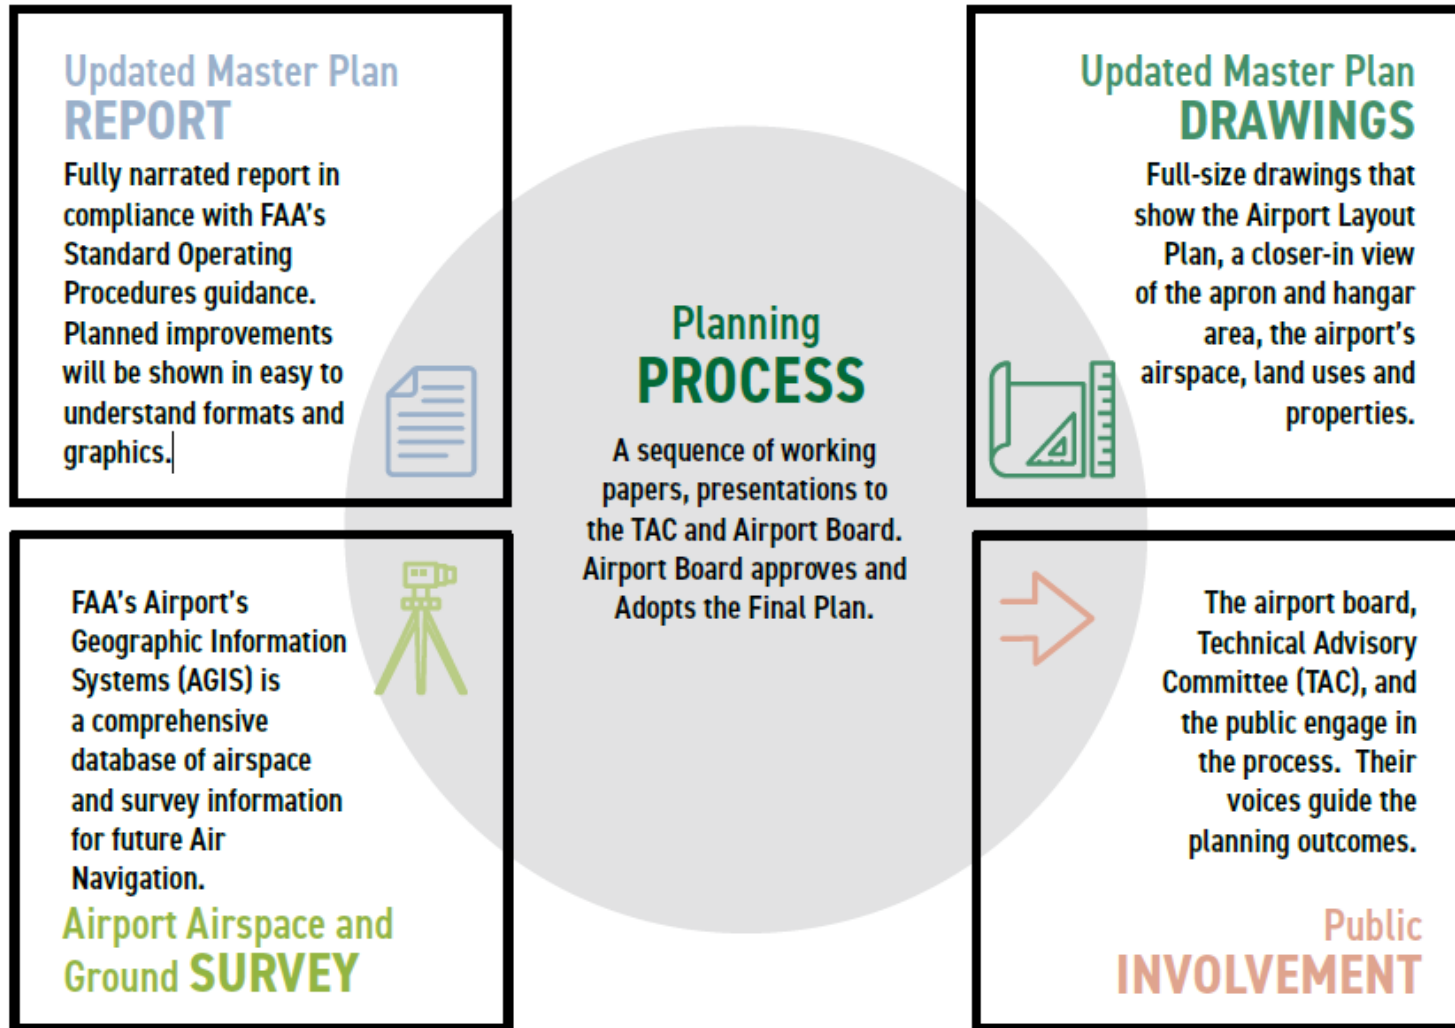 Updated Master Plan
REPORT
Fully narrated report in
compliance with FAA's
Standard Operating
Procedures guidance.
Planned improvements
will be shown in easy to
understand formats and
graphics.
Updated Master Plan
DRAWINGS
Full-size drawings that
show the Airport Layout
Plan, a closer-in view
of the apron and hangar
area, the airport's
airspace, land uses and
properties.
Planning
PROCESS
A sequence of working
papers, presentations to
the TAC and Airport Board.
Airport Board approves and
Adopts the Final Plan.
FAA's Airport's
Geographic Information
Systems (AGIS) is
a comprehensive
database of airspace
and survey information
for future Air
Navigation.
Airport Airspace and
Ground SURVEY
The airport board,
Technical Advisory
Committee (TAC), and
the public engage in
the process.  Their
voices guide the
planning outcomes.
Public
INVOLVEMENT